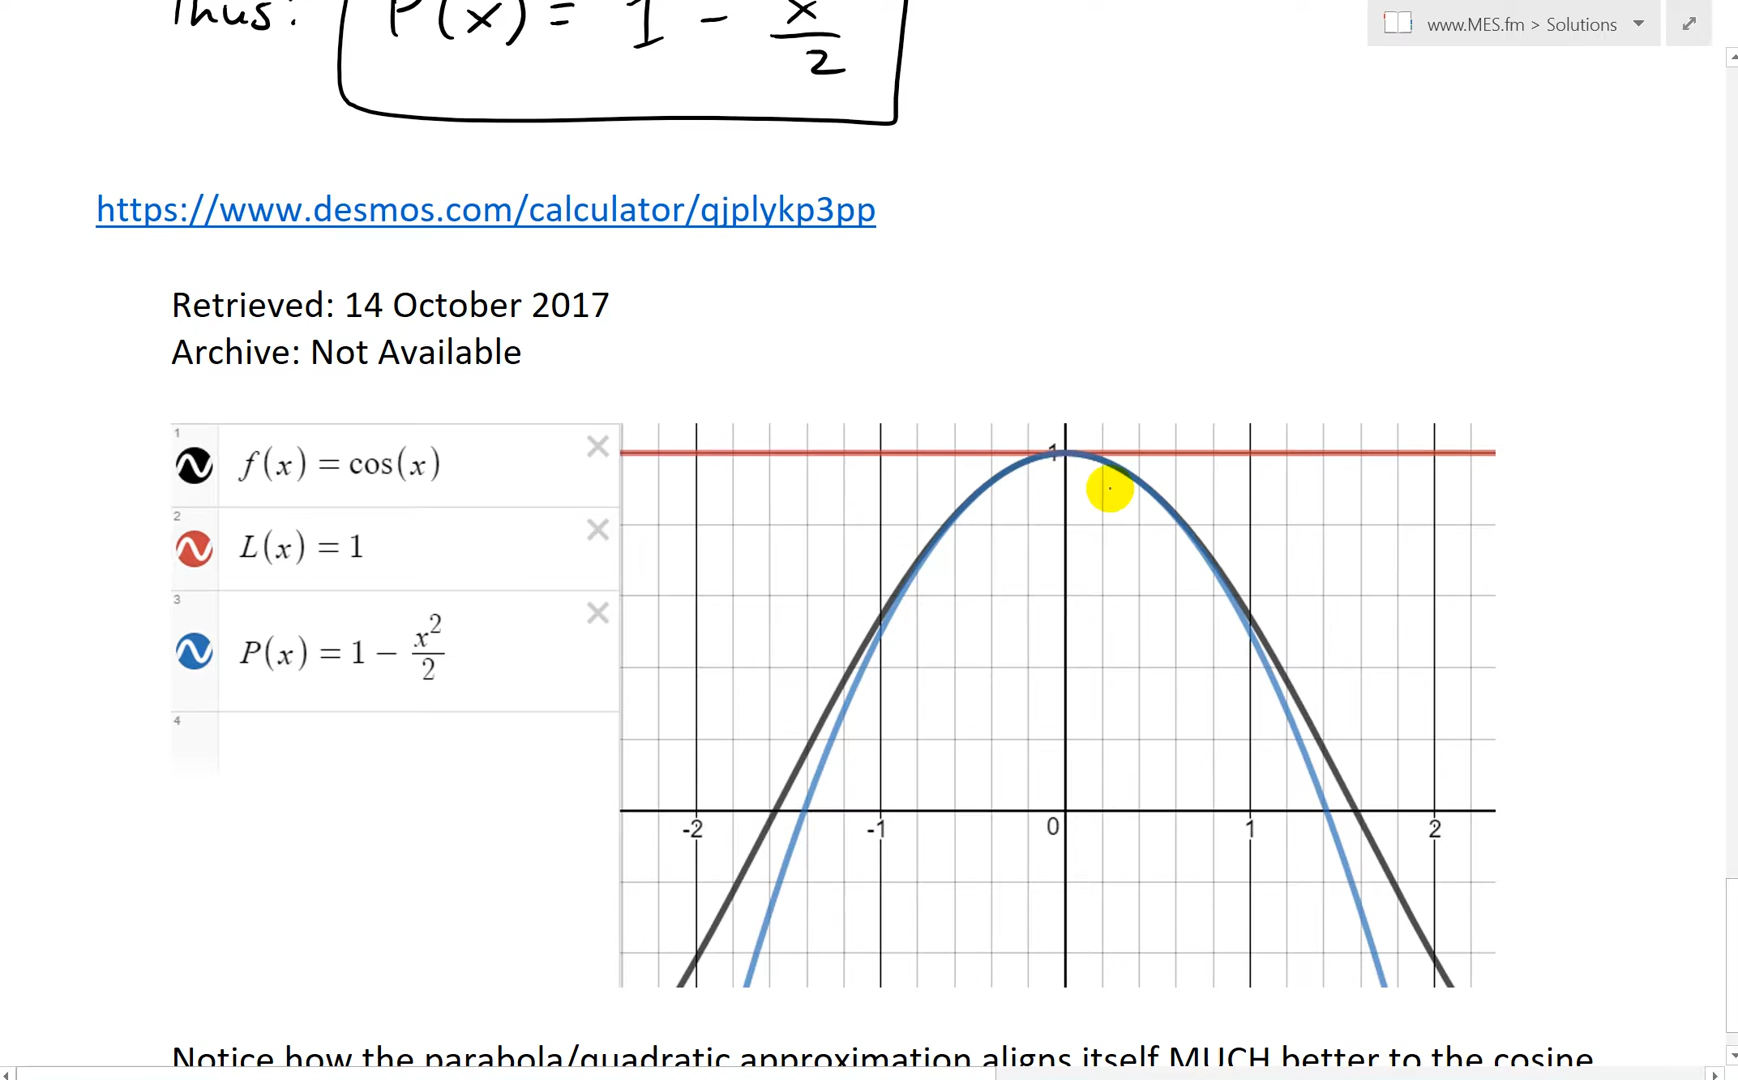 Thus: P(x) = 1 - x/2
www.MES.fm > Solutions
https://www.desmos.com/calculator/qjplykp3pp
Retrieved: 14 October 2017
Archive: Not Available
1
f(x) = cos(x)
2
L(x) = 1
3
P(x) = 1 − x²/2
4
1
-2 -1 0 1 2
Notice how the parabola/quadratic approximation aligns itself MUCH better to the cosine